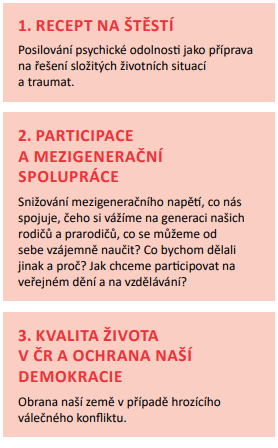 1. RECEPT NA ŠTĚSTÍ
Posilování psychické odolnosti jako příprava
na řešení složitých životních situací
a traumat.
2. PARTICIPACE
A MEZIGENERAČNÍ
SPOLUPRÁCE
Snižování mezigeneračního napětí, co nás
spojuje, čeho si vážíme na generaci našich
rodičů a prarodičů, co se můžeme od
sebe vzájemně naučit? Co bychom dělali
jinak a proč? Jak chceme participovat na
veřejném dění a na vzdělávání?
3. KVALITA ŽIVOTA
V ČR A OCHRANA NAŠÍ
DEMOKRACIE
Obrana naší země v případě hrozícího
válečného konfliktu.